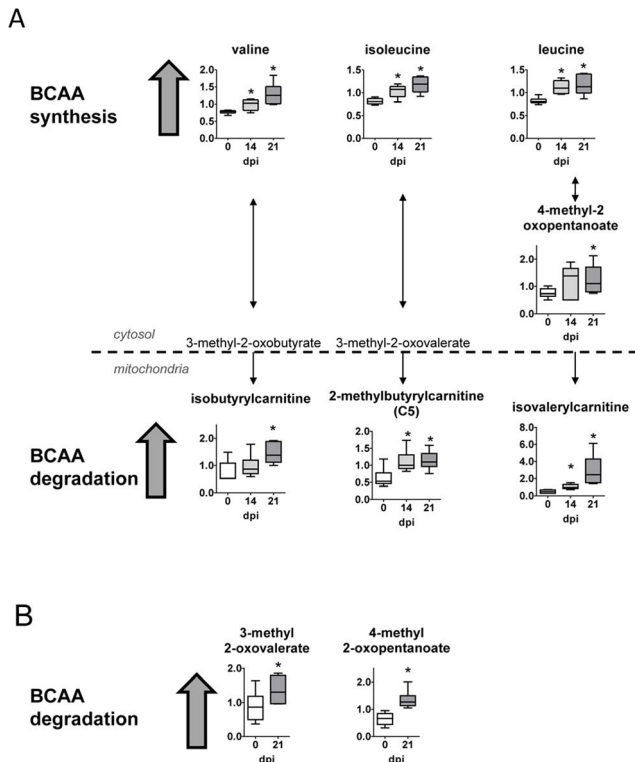 A
valine
isoleucine
leucine
BCAA
synthesis
2.0
1.5
1.0
0.5
*
*
0 14 21
dpi
1.5
1.0
0.5
*
*
0 14 21
dpi
1.5
1.0
0.5
*
*
0 14 21
dpi
4-methyl-2
oxopentanoate
2.0
1.0
0.0
*
0 14 21
dpi
cytosol
3-methyl-2-oxobutyrate
3-methyl-2-oxovalerate
mitochondria
isobutyrylcarnitine
2-methylbutyrylcarnitine
(C5)
isovalerylcarnitine
BCAA
degradation
2.0
1.0
0.0
*
0 14 21
dpi
2.0
1.5
1.0
0.5
0.0
*
*
0 14 21
dpi
8.0
6.0
4.0
2.0
0.0
*
*
0 14 21
dpi
B
3-methyl
2-oxovalerate
4-methyl
2-oxopentanoate
BCAA
degradation
2.0
1.0
0.0
*
0 21
dpi
2.0
1.0
0.0
*
0 21
dpi